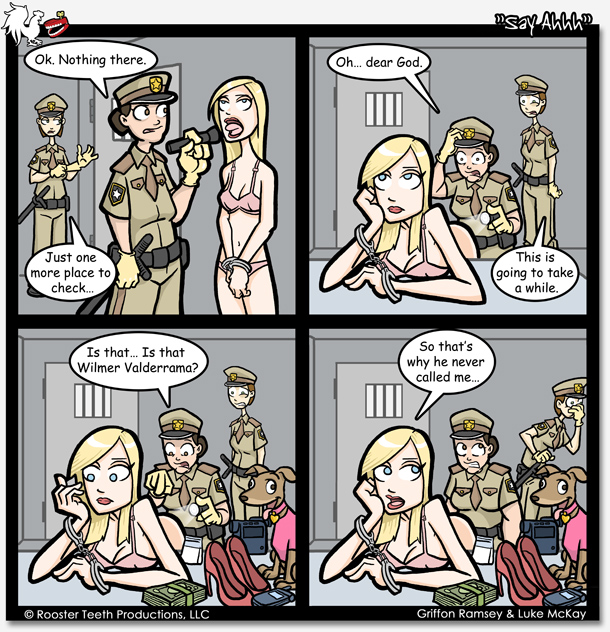 "Say Ahhh"
Ok. Nothing there.
Just one
more place to
check...
Oh... dear God.
This is
going to take
a while.
Is that... Is that
Wilmer Valderrama?
So that's
why he never
called me...
© Rooster Teeth Productions, LLC
Griffon Ramsey & Luke McKay